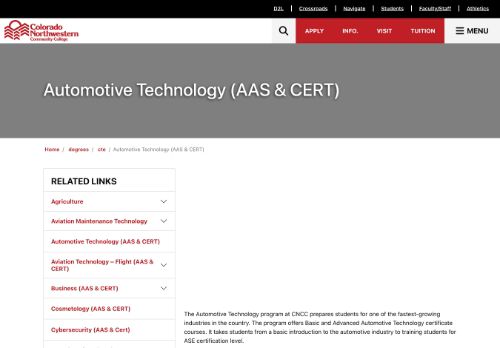 D2L
Crossroads
Navigate
Students
Faculty/Staff
Athletics
Colorado
Northwestern
Community College
APPLY
INFO.
VISIT
TUITION
MENU
Automotive Technology (AAS & CERT)
Home / degrees / cte / Automotive Technology (AAS & CERT)
RELATED LINKS
Agriculture
Aviation Maintenance Technology
Automotive Technology (AAS & CERT)
Aviation Technology – Flight (AAS &
CERT)
Business (AAS & CERT)
Cosmetology (AAS & CERT)
Cybersecurity (AAS & Cert)
The Automotive Technology program at CNCC prepares students for one of the fastest-growing
industries in the country. The program offers Basic and Advanced Automotive Technology certificate
courses. It takes students from a basic introduction to the automotive industry to training students for
ASE certification level.